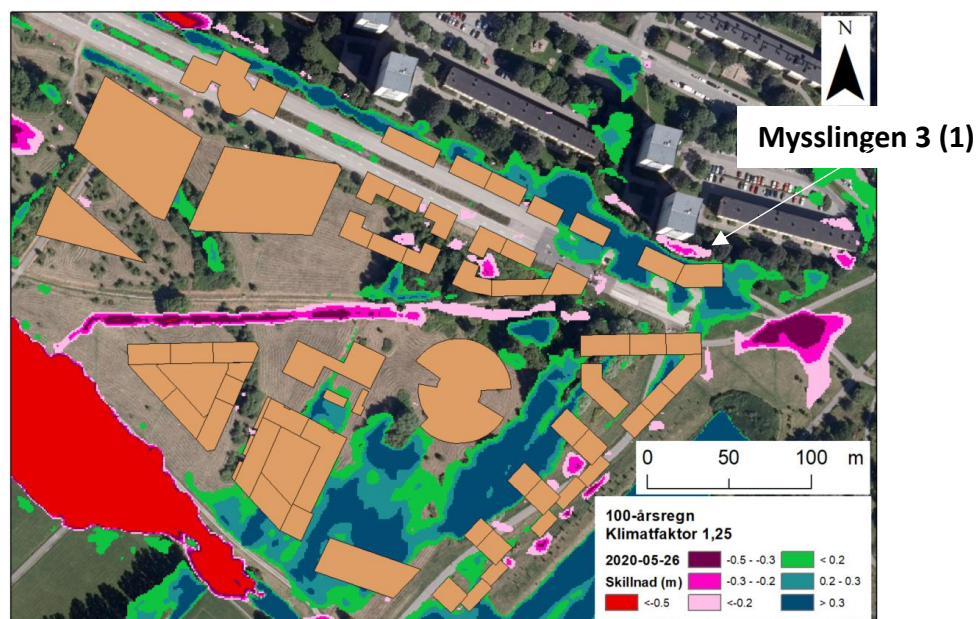 N
Mysslingen 3 (1)
0 50 100 m
100-årsregn
Klimatfaktor 1,25
2020-05-26 -0.5 - -0.3 < 0.2
Skillnad (m) -0.3 - -0.2 0.2 - 0.3
<-0.5 <-0.2 > 0.3